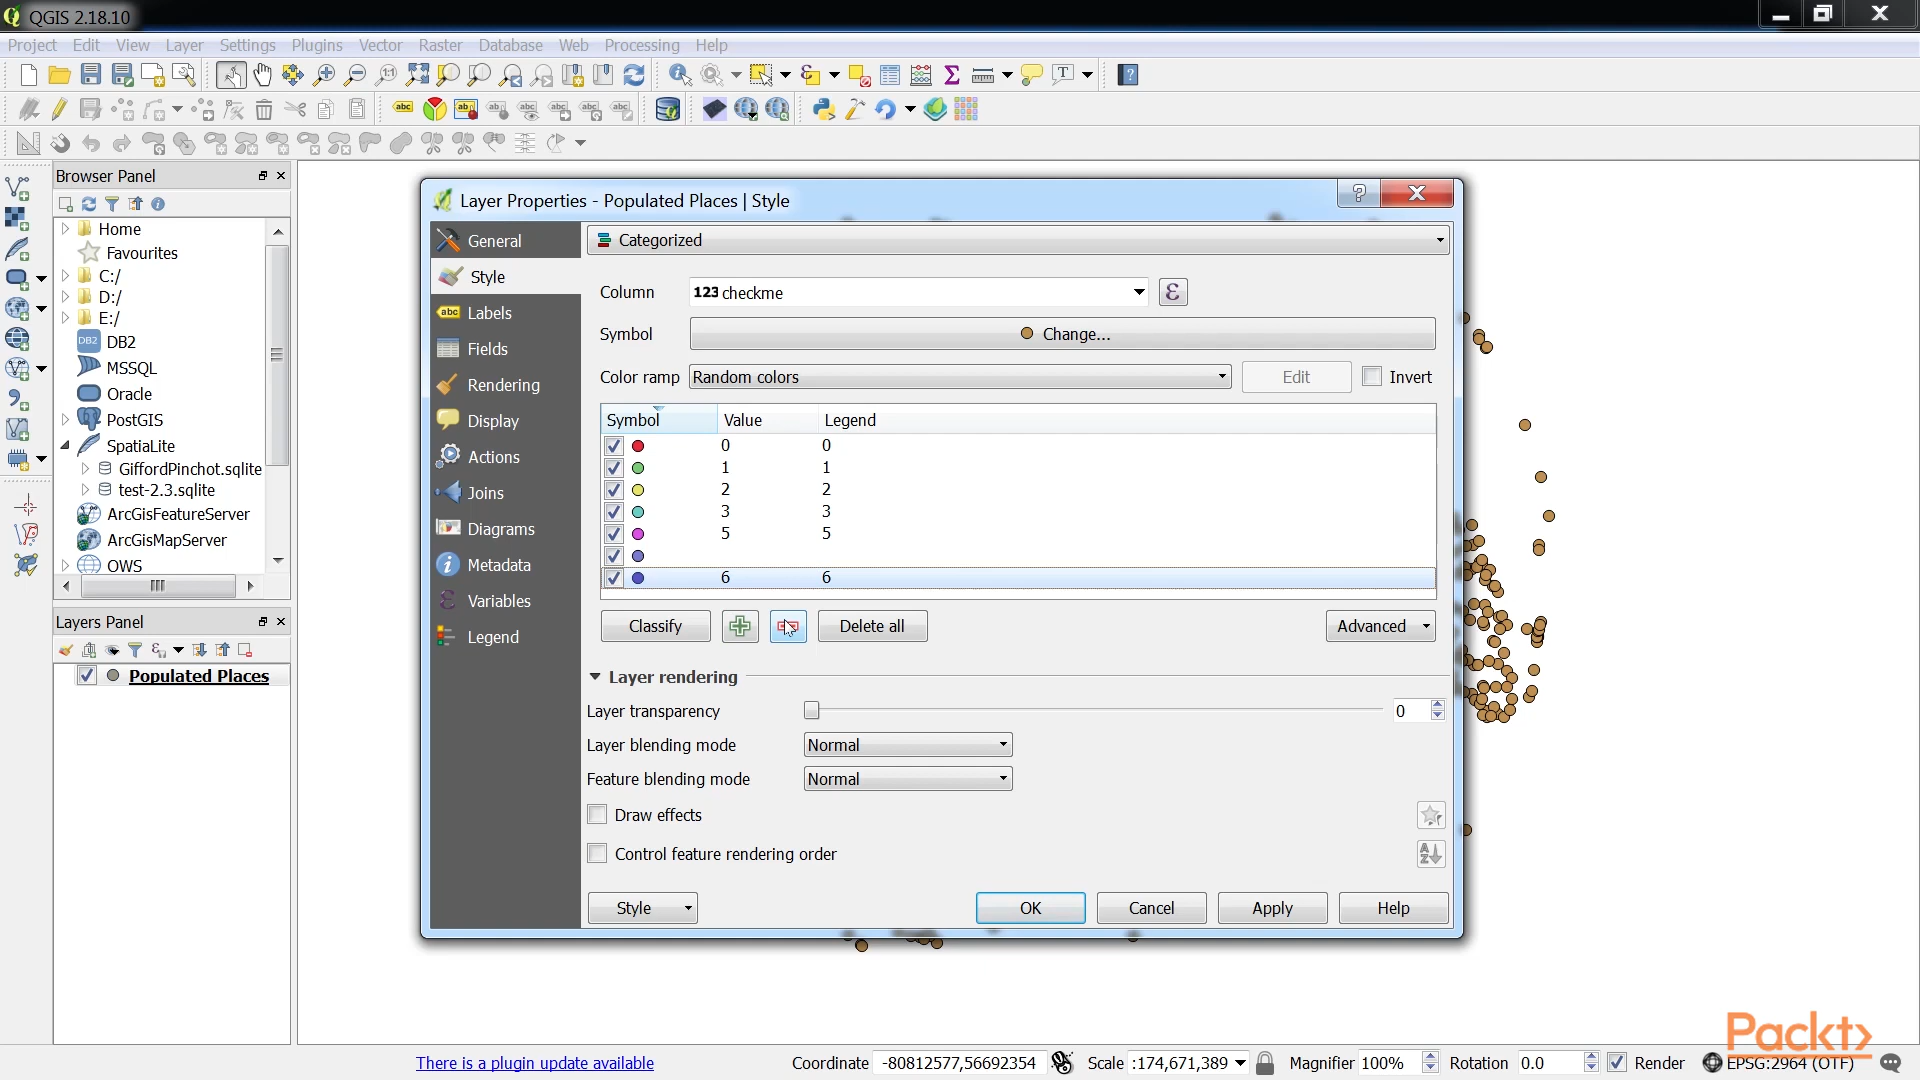 QGIS 2.18.10
Project Edit View Layer Settings Plugins Vector Raster Database Web Processing Help
Browser Panel
Home
Favourites
C:/
D:/
E:/
DB2
MSSQL
Oracle
PostGIS
SpatiaLite
GiffordPinchot.sqlite
test-2.3.sqlite
ArcGisFeatureServer
ArcGisMapServer
OWS
Layers Panel
Populated Places
Layer Properties - Populated Places | Style
General
Style
Labels
Fields
Rendering
Display
Actions
Joins
Diagrams
Metadata
Variables
Legend
Categorized
Column 123 checkme
Symbol Change...
Color ramp Random colors Edit Invert
Symbol Value Legend
0 0
1 1
2 2
3 3
5 5
6 6
Classify Delete all Advanced
Layer rendering
Layer transparency 0
Layer blending mode Normal
Feature blending mode Normal
Draw effects
Control feature rendering order
Style OK Cancel Apply Help
Packt>
There is a plugin update available Coordinate -80812577,56692354 Scale :174,671,389 Magnifier 100% Rotation 0.0 Render EPSG:2964 (OTF)